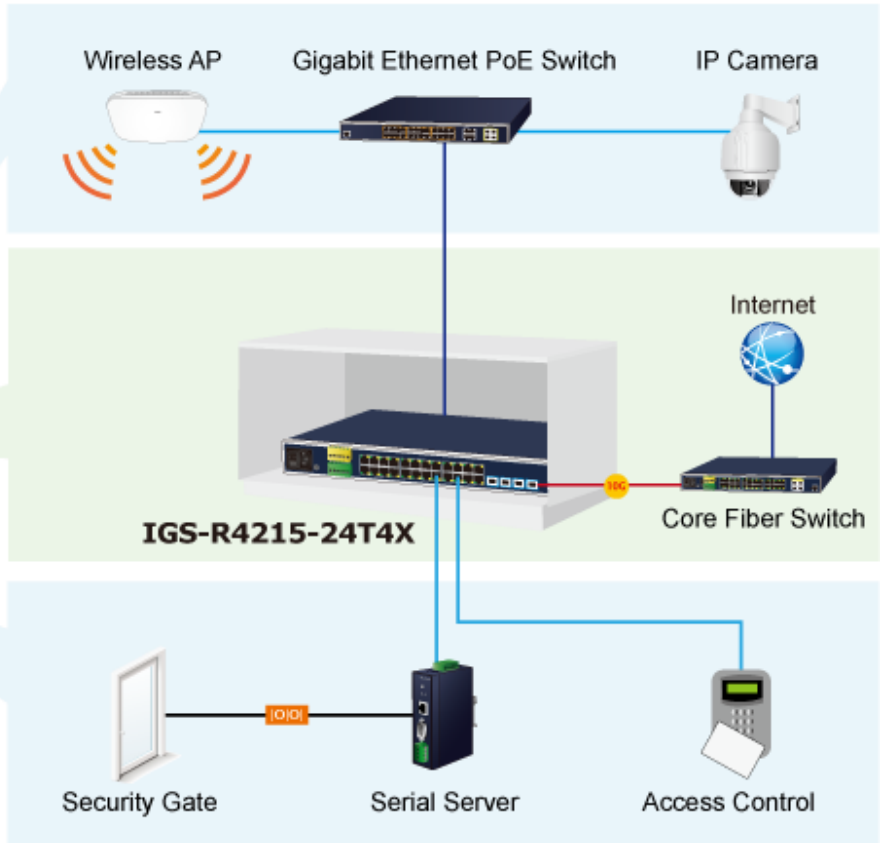 Wireless AP
Gigabit Ethernet PoE Switch
IP Camera
Internet
10G
Core Fiber Switch
IGS-R4215-24T4X
|O|O|
Security Gate
Serial Server
Access Control